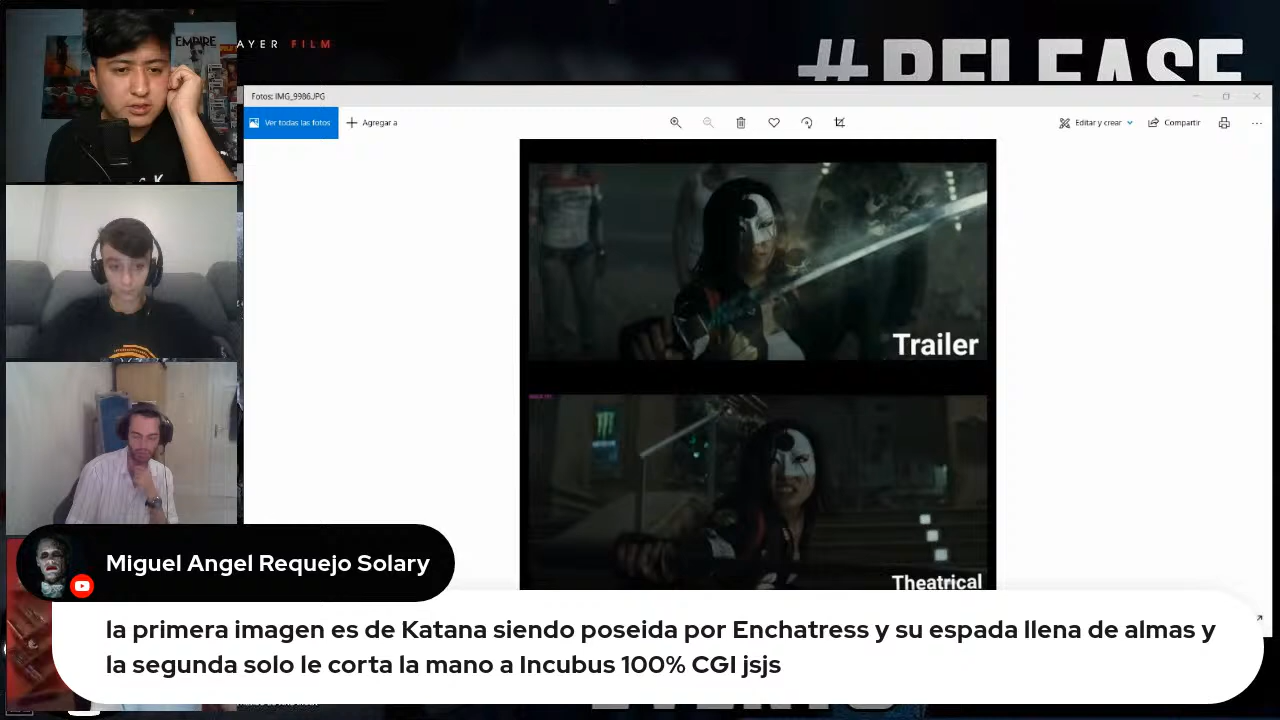 EMPIRE
AYER FILM
#RELEASE
Fotos: IMG_9986.JPG
Ver todas las fotos
Agregar a
Editar y crear
Compartir
Trailer
Theatrical
Miguel Angel Requejo Solary
la primera imagen es de Katana siendo poseida por Enchatress y su espada llena de almas y
la segunda solo le corta la mano a Incubus 100% CGI jsjs